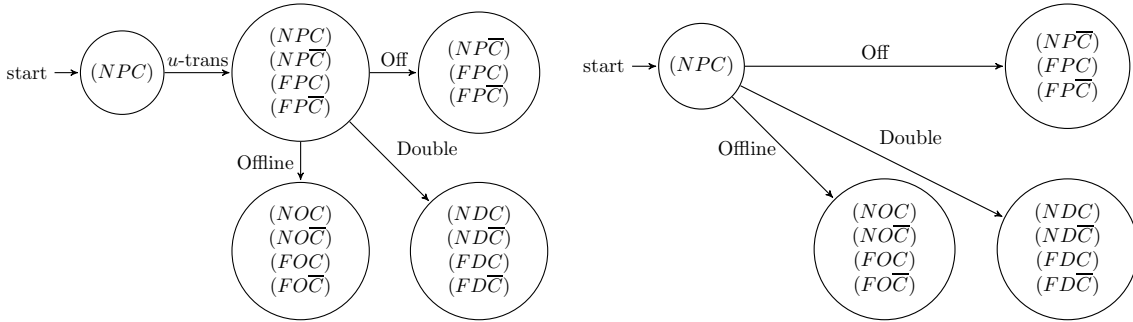 start
(NPC)
u-trans
(NPC)
(NPC̅)
(FPC)
(FPC̅)
Off
(NPC̅)
(FPC)
(FPC̅)
Offline
Double
(NOC)
(NOC̅)
(FOC)
(FOC̅)
(NDC)
(NDC̅)
(FDC)
(FDC̅)
start
(NPC)
Off
(NPC̅)
(FPC)
(FPC̅)
Offline
Double
(NOC)
(NOC̅)
(FOC)
(FOC̅)
(NDC)
(NDC̅)
(FDC)
(FDC̅)